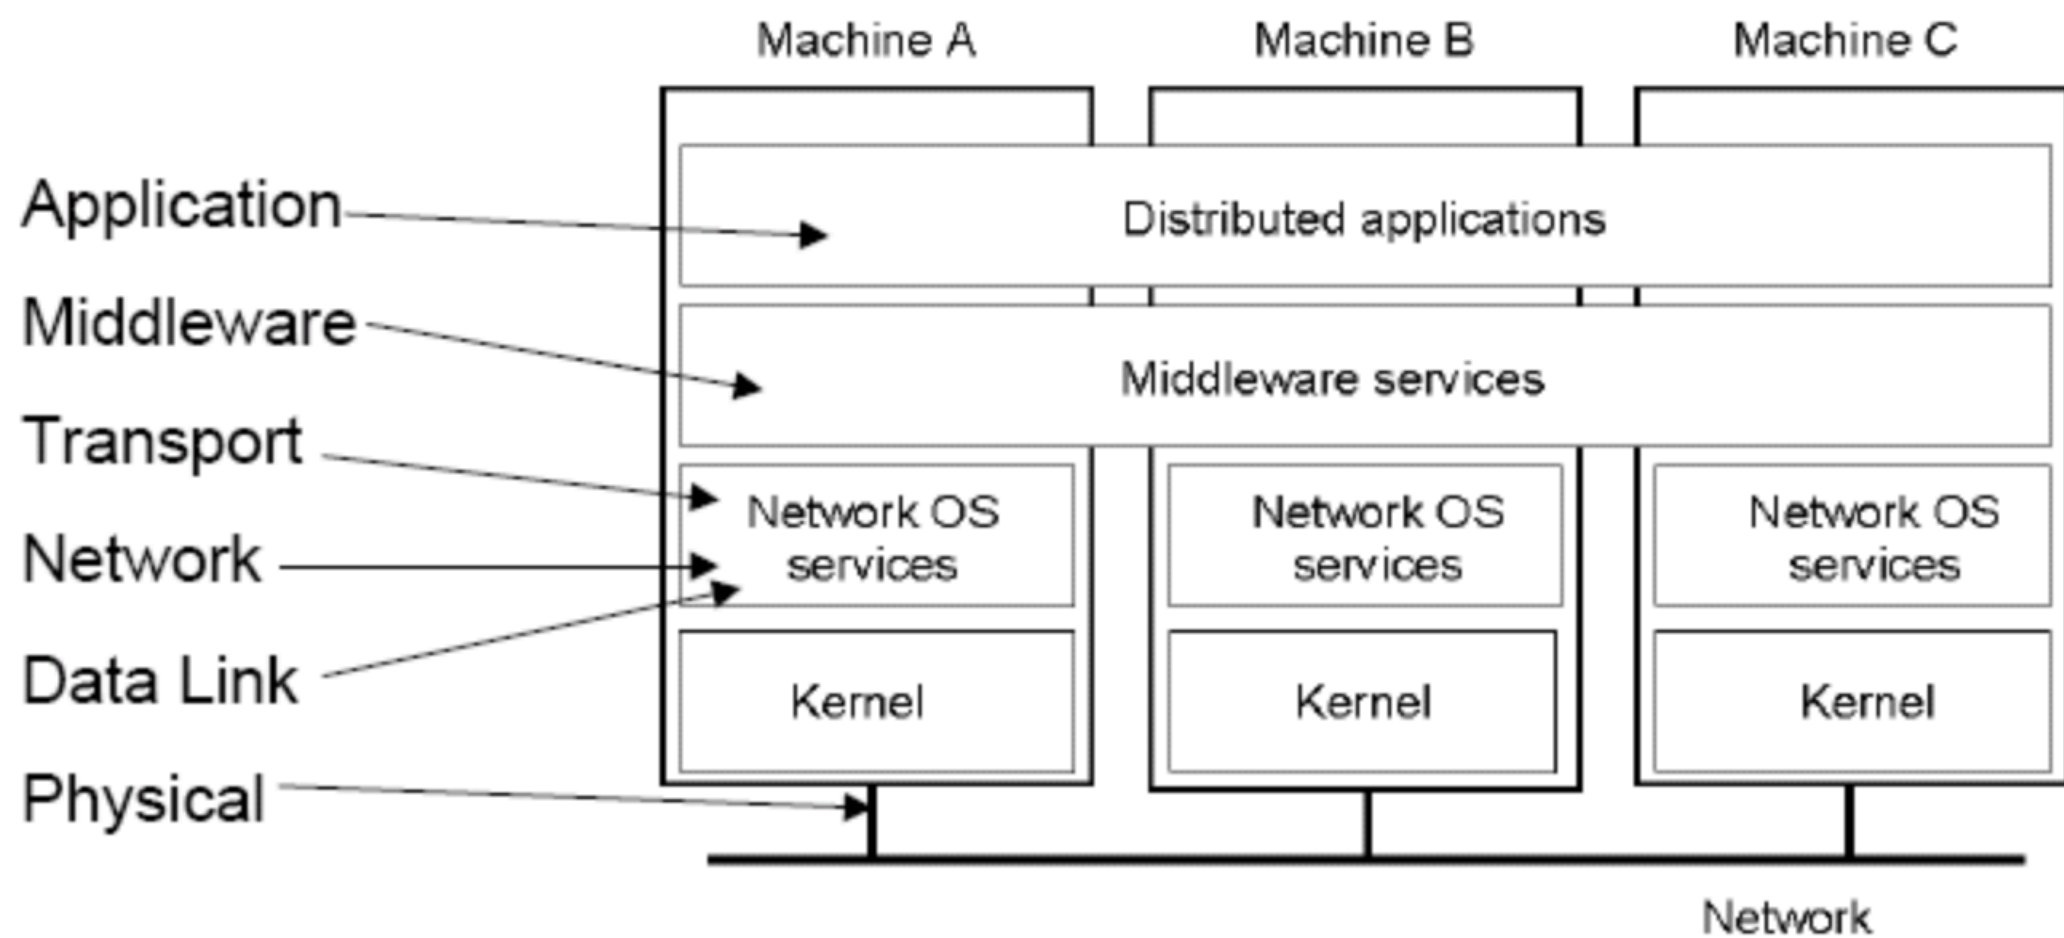 Machine A
Machine B
Machine C
Application
Distributed applications
Middleware
Middleware services
Transport
Network OS
services
Network OS
services
Network OS
services
Network
Data Link
Kernel
Kernel
Kernel
Physical
Network